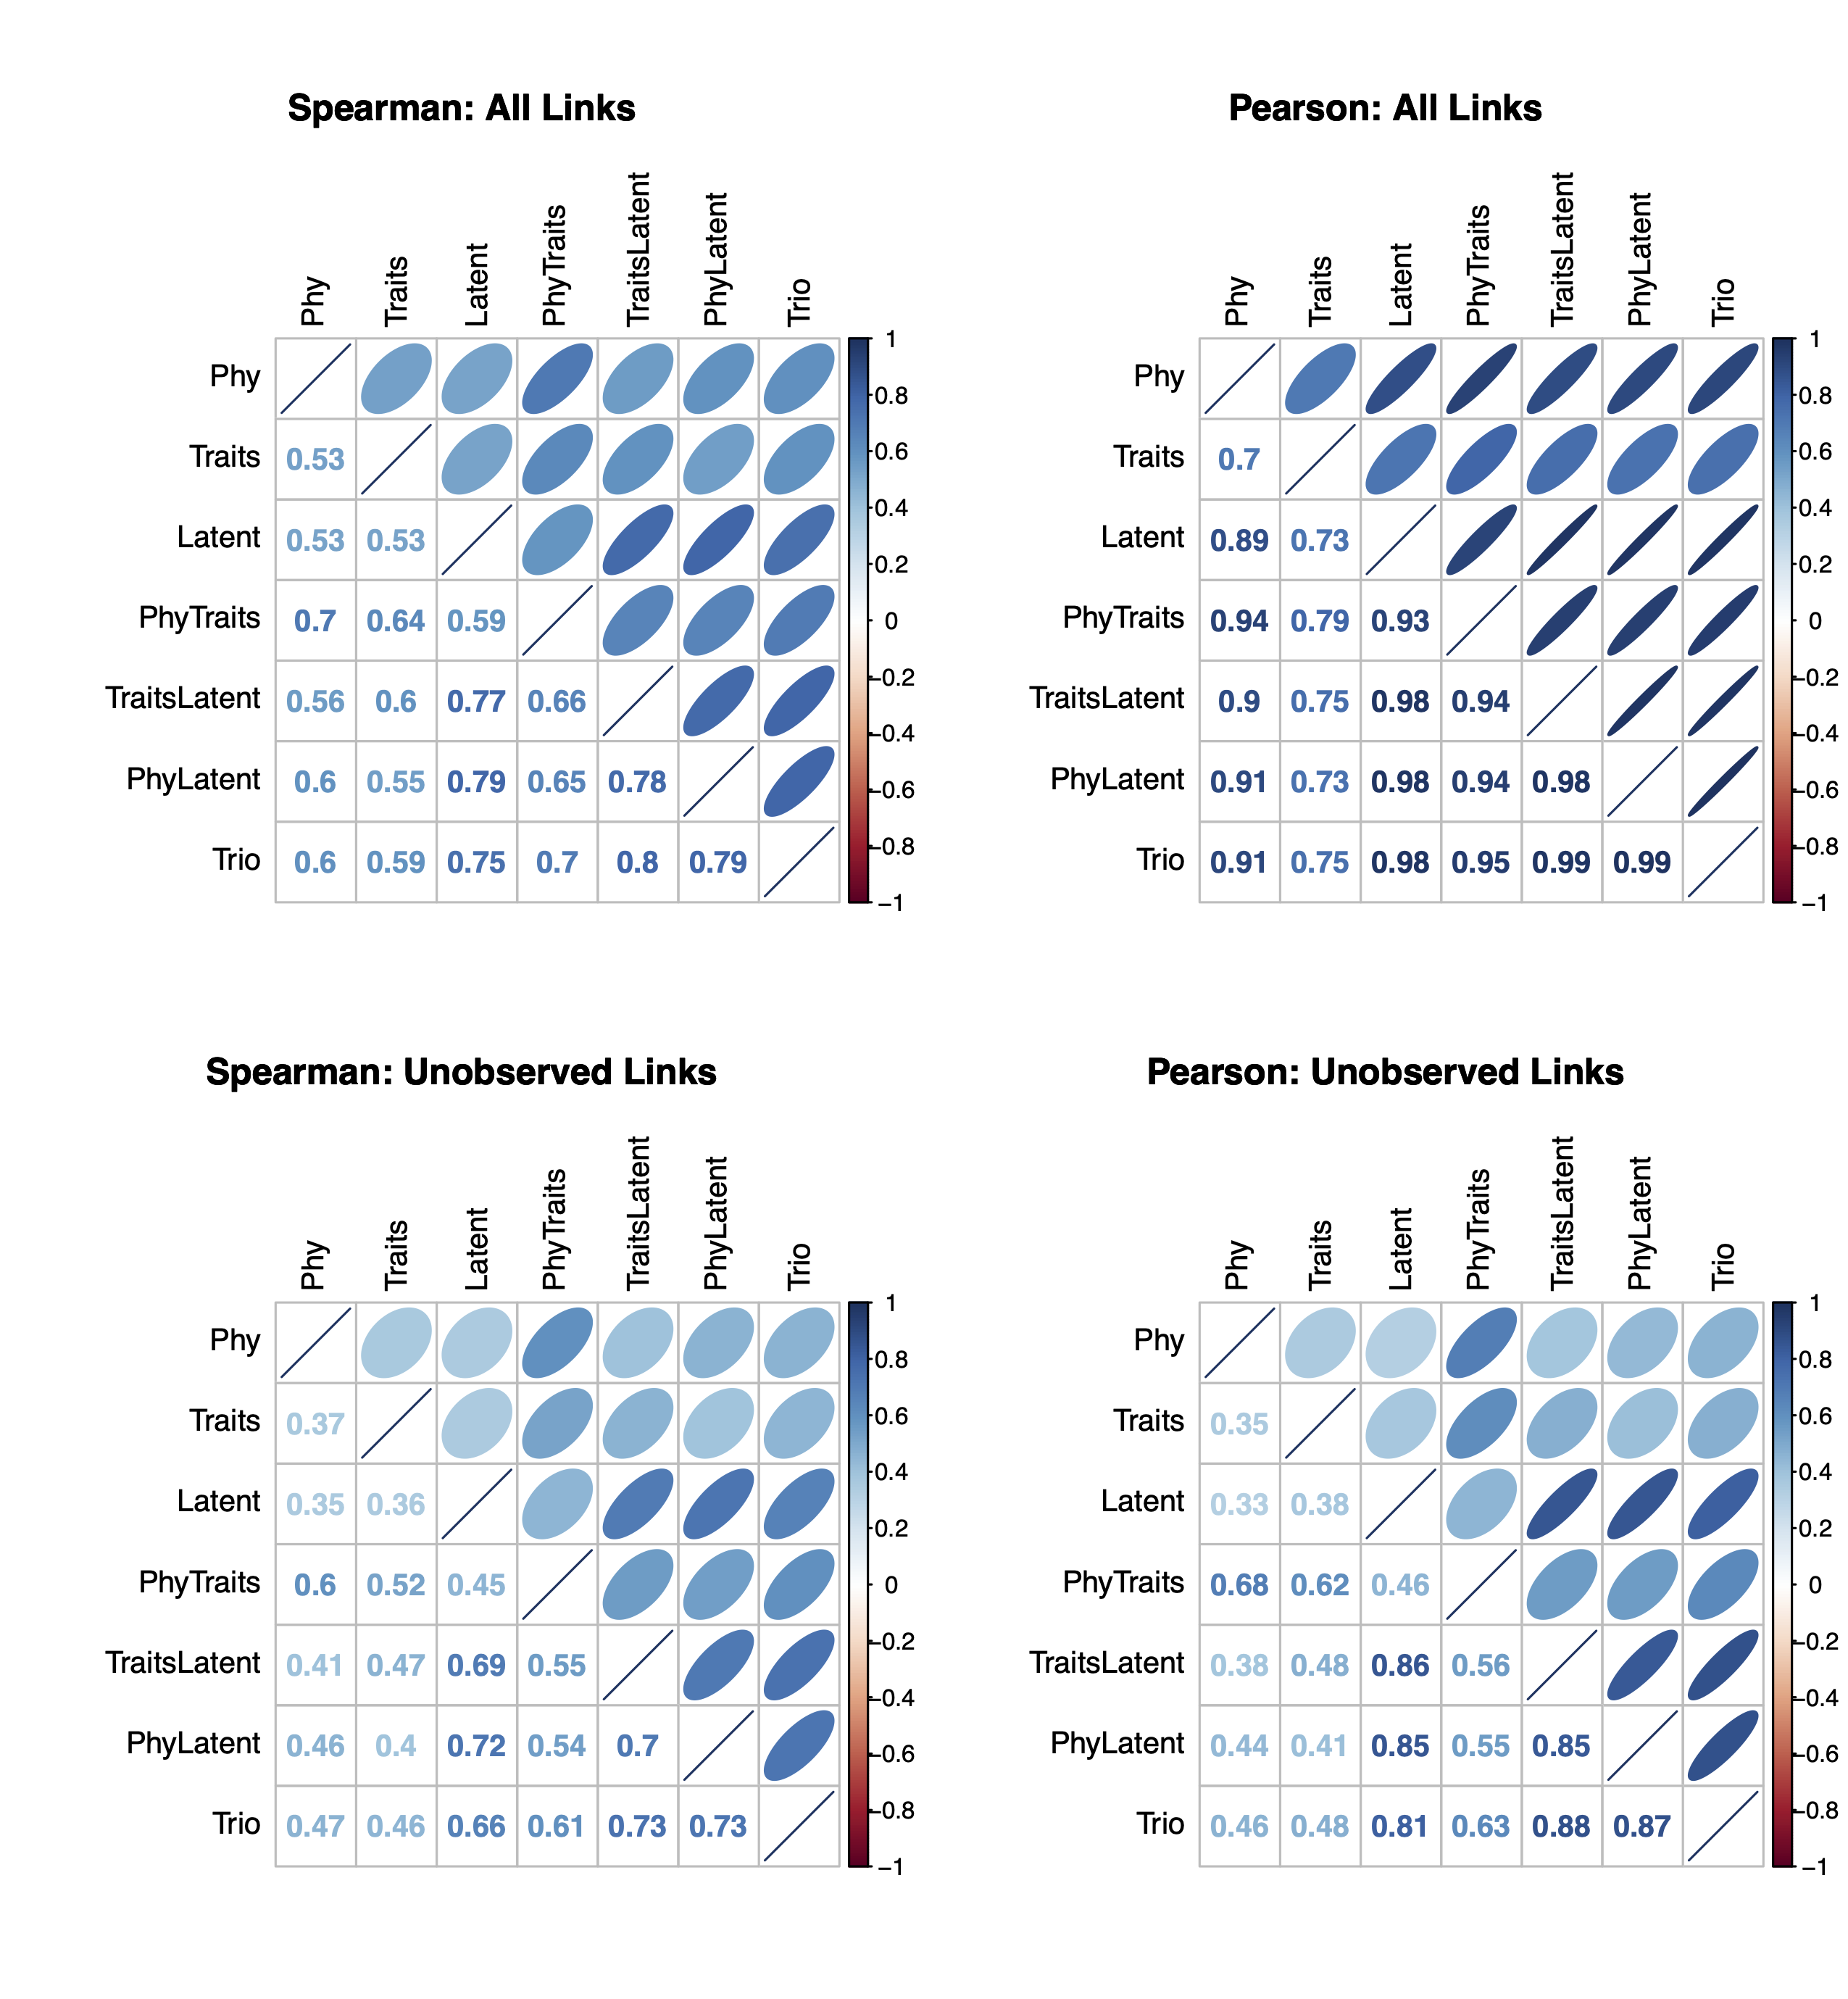 Spearman: All Links
Phy Traits Latent PhyTraits TraitsLatent PhyLatent Trio
Phy
Traits 0.53
Latent 0.53 0.53
PhyTraits 0.7 0.64 0.59
TraitsLatent 0.56 0.6 0.77 0.66
PhyLatent 0.6 0.55 0.79 0.65 0.78
Trio 0.6 0.59 0.75 0.7 0.8 0.79
1
0.8
0.6
0.4
0.2
0
−0.2
−0.4
−0.6
−0.8
−1
Pearson: All Links
Phy Traits Latent PhyTraits TraitsLatent PhyLatent Trio
Phy
Traits 0.7
Latent 0.89 0.73
PhyTraits 0.94 0.79 0.93
TraitsLatent 0.9 0.75 0.98 0.94
PhyLatent 0.91 0.73 0.98 0.94 0.98
Trio 0.91 0.75 0.98 0.95 0.99 0.99
1
0.8
0.6
0.4
0.2
0
−0.2
−0.4
−0.6
−0.8
−1
Spearman: Unobserved Links
Phy Traits Latent PhyTraits TraitsLatent PhyLatent Trio
Phy
Traits 0.37
Latent 0.35 0.36
PhyTraits 0.6 0.52 0.45
TraitsLatent 0.41 0.47 0.69 0.55
PhyLatent 0.46 0.4 0.72 0.54 0.7
Trio 0.47 0.46 0.66 0.61 0.73 0.73
1
0.8
0.6
0.4
0.2
0
−0.2
−0.4
−0.6
−0.8
−1
Pearson: Unobserved Links
Phy Traits Latent PhyTraits TraitsLatent PhyLatent Trio
Phy
Traits 0.35
Latent 0.33 0.38
PhyTraits 0.68 0.62 0.46
TraitsLatent 0.38 0.48 0.86 0.56
PhyLatent 0.44 0.41 0.85 0.55 0.85
Trio 0.46 0.48 0.81 0.63 0.88 0.87
1
0.8
0.6
0.4
0.2
0
−0.2
−0.4
−0.6
−0.8
−1